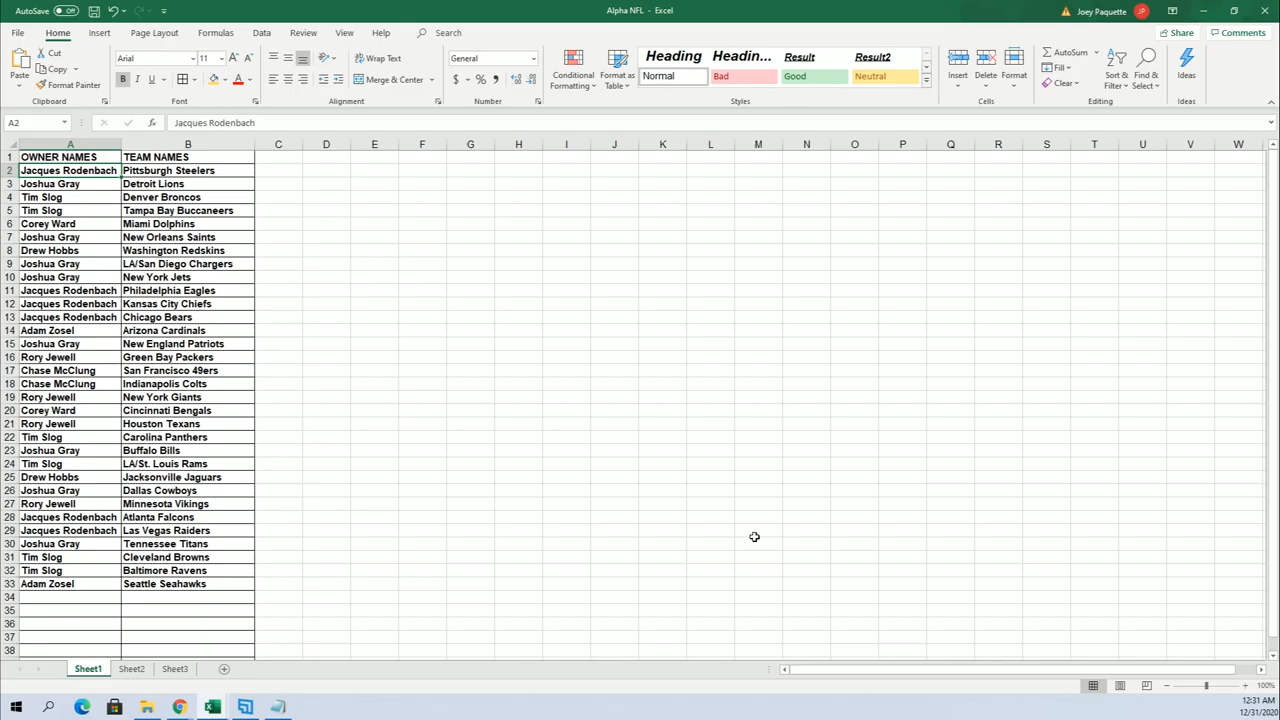 AutoSave Off Alpha NFL - Excel Joey Paquette JP
File Home Insert Page Layout Formulas Data Review View Help Search Share Comments
Paste Cut Copy Format Painter Clipboard
Arial 11 A A B I U A Font
Wrap Text Merge & Center Alignment
General $ % , Number
Conditional Formatting Format as Table
Heading Headin... Result Result2
Normal Bad Good Neutral
Styles
Insert Delete Format Cells
AutoSum Fill Clear Sort & Filter Find & Select Editing
Ideas Ideas
A2 fx Jacques Rodenbach
A B C D E F G H I J K L M N O P Q R S T U V W
1 OWNER NAMES TEAM NAMES
2 Jacques Rodenbach Pittsburgh Steelers
3 Joshua Gray Detroit Lions
4 Tim Slog Denver Broncos
5 Tim Slog Tampa Bay Buccaneers
6 Corey Ward Miami Dolphins
7 Joshua Gray New Orleans Saints
8 Drew Hobbs Washington Redskins
9 Joshua Gray LA/San Diego Chargers
10 Joshua Gray New York Jets
11 Jacques Rodenbach Philadelphia Eagles
12 Jacques Rodenbach Kansas City Chiefs
13 Jacques Rodenbach Chicago Bears
14 Adam Zosel Arizona Cardinals
15 Joshua Gray New England Patriots
16 Rory Jewell Green Bay Packers
17 Chase McClung San Francisco 49ers
18 Chase McClung Indianapolis Colts
19 Rory Jewell New York Giants
20 Corey Ward Cincinnati Bengals
21 Rory Jewell Houston Texans
22 Tim Slog Carolina Panthers
23 Joshua Gray Buffalo Bills
24 Tim Slog LA/St. Louis Rams
25 Drew Hobbs Jacksonville Jaguars
26 Joshua Gray Dallas Cowboys
27 Rory Jewell Minnesota Vikings
28 Jacques Rodenbach Atlanta Falcons
29 Jacques Rodenbach Las Vegas Raiders
30 Joshua Gray Tennessee Titans
31 Tim Slog Cleveland Browns
32 Tim Slog Baltimore Ravens
33 Adam Zosel Seattle Seahawks
34
35
36
37
38
Sheet1 Sheet2 Sheet3
100%
12:31 AM
12/31/2020